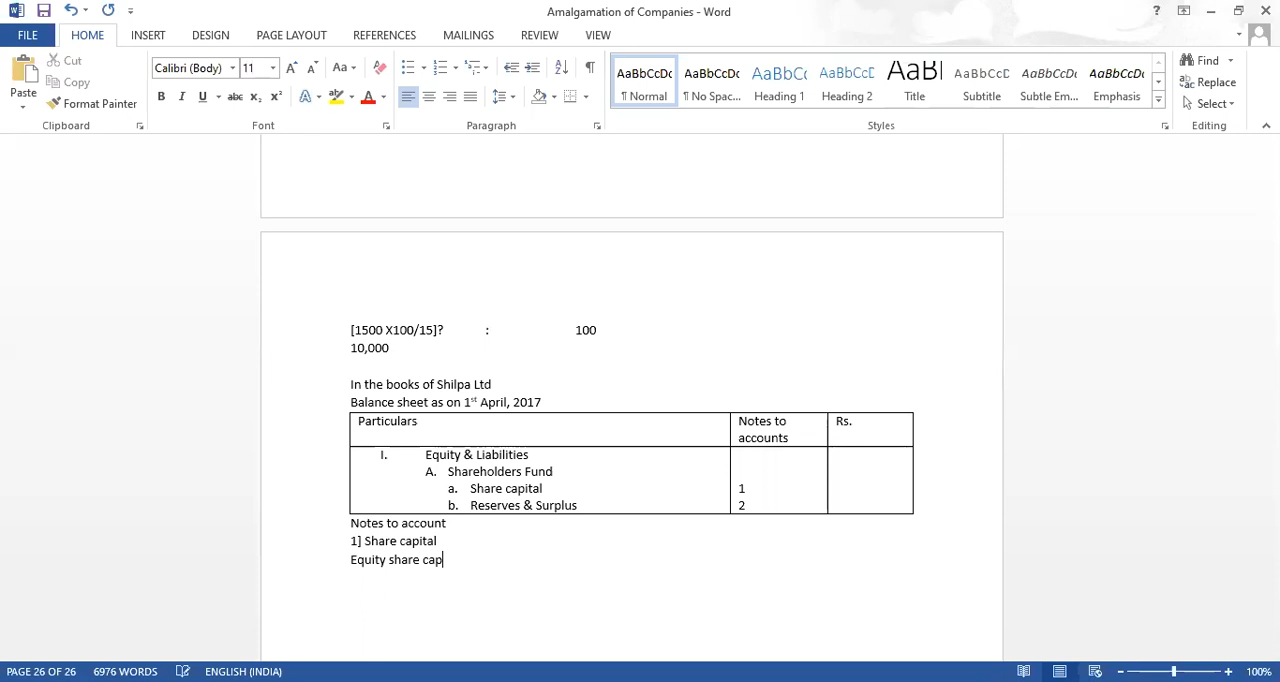 Amalgamation of Companies - Word
FILE HOME INSERT DESIGN PAGE LAYOUT REFERENCES MAILINGS REVIEW VIEW
Cut
Copy
Format Painter
Paste
Clipboard
Calibri (Body) 11
Font
Paragraph
AaBbCcDc AaBbCcDc AaBbCc AaBbCcD AaBl AaBbCcD AaBbCcDc AaBbCcDc
¶ Normal ¶ No Spac... Heading 1 Heading 2 Title Subtitle Subtle Em... Emphasis
Styles
Find
Replace
Select
Editing
[1500 X100/15]? : 100
10,000
In the books of Shilpa Ltd
Balance sheet as on 1st April, 2017
Particulars Notes to accounts Rs.
I. Equity & Liabilities
A. Shareholders Fund
a. Share capital 1
b. Reserves & Surplus 2
Notes to account
1] Share capital
Equity share cap
PAGE 26 OF 26 6976 WORDS ENGLISH (INDIA) 100%